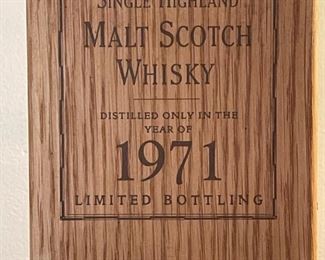 SINGLE HIGHLAND
MALT SCOTCH
WHISKY
DISTILLED ONLY IN THE
YEAR OF
1971
LIMITED BOTTLING